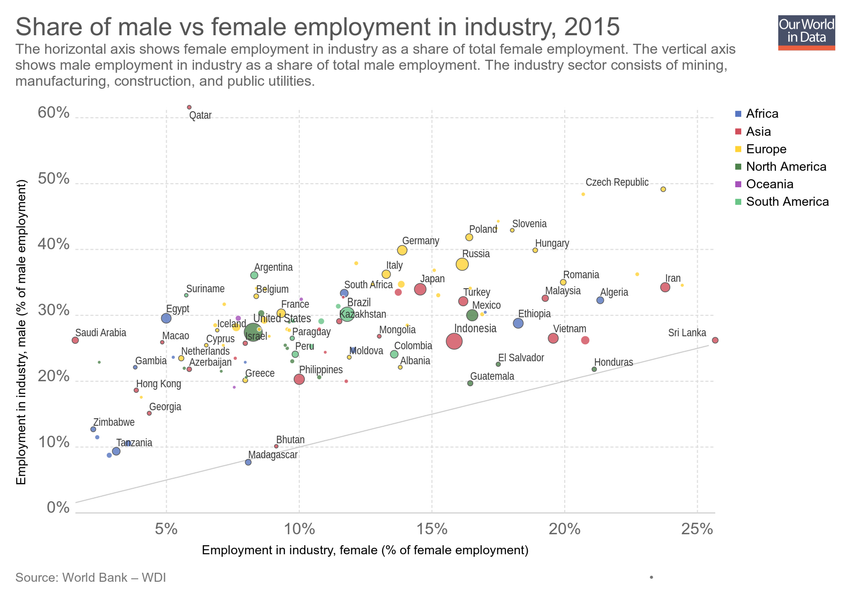 Share of male vs female employment in industry, 2015
Our World
in Data
The horizontal axis shows female employment in industry as a share of total female employment. The vertical axis
shows male employment in industry as a share of total male employment. The industry sector consists of mining,
manufacturing, construction, and public utilities.
60%
Qatar
Africa
Asia
Europe
North America
Oceania
South America
50%
Czech Republic
Slovenia
Poland
Hungary
40%
Germany
Russia
Italy
Argentina
Romania
Iran
Japan
South Africa
Suriname
Belgium
Turkey
Malaysia
Algeria
30%
Egypt
France
Brazil
Mexico
Kazakhstan
United States
Ethiopia
Iceland
Saudi Arabia
Macao
Cyprus
Israel
Paraguay
Mongolia
Indonesia
Vietnam
Sri Lanka
Netherlands
Peru
Moldova
Colombia
Gambia
Azerbaijan
Albania
El Salvador
Honduras
20%
Hong Kong
Greece
Philippines
Guatemala
Georgia
Zimbabwe
10%
Tanzania
Bhutan
Madagascar
0%
5%
10%
15%
20%
25%
Employment in industry, male (% of male employment)
Employment in industry, female (% of female employment)
Source: World Bank – WDI